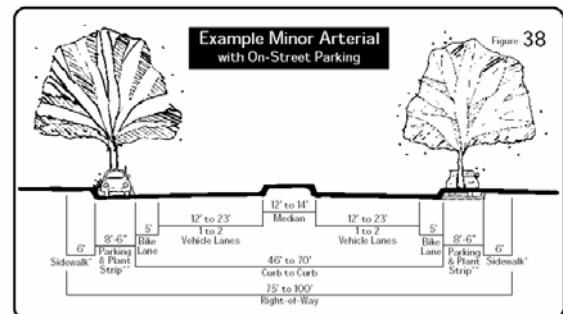 Example Minor Arterial
with On-Street Parking
Figure 38
12' to 14'
Median
12' to 23'
1 to 2
Vehicle Lanes
12' to 23'
1 to 2
Vehicle Lanes
5'
Bike
Lane
5'
Bike
Lane
8'-6"
Parking
& Plant
Strip**
8'-6"
Parking
& Plant
Strip**
6'
Sidewalk*
6'
Sidewalk*
46' to 70'
Curb to Curb
75' to 100'
Right-of-Way